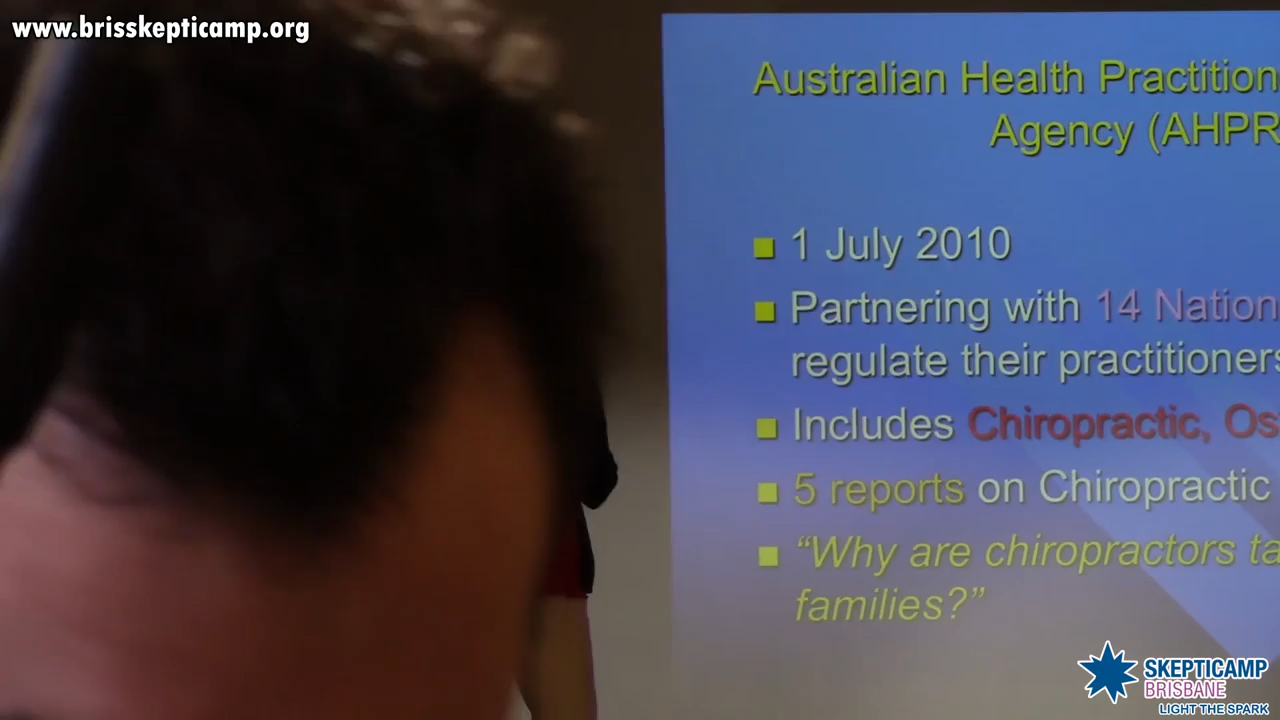 www.brisskepticamp.org
Australian Health Practition
Agency (AHPR
1 July 2010
Partnering with 14 Nation
regulate their practitioners
Includes Chiropractic, Os
5 reports on Chiropractic
“Why are chiropractors ta
families?”
SKEPTICAMP
BRISBANE
LIGHT THE SPARK